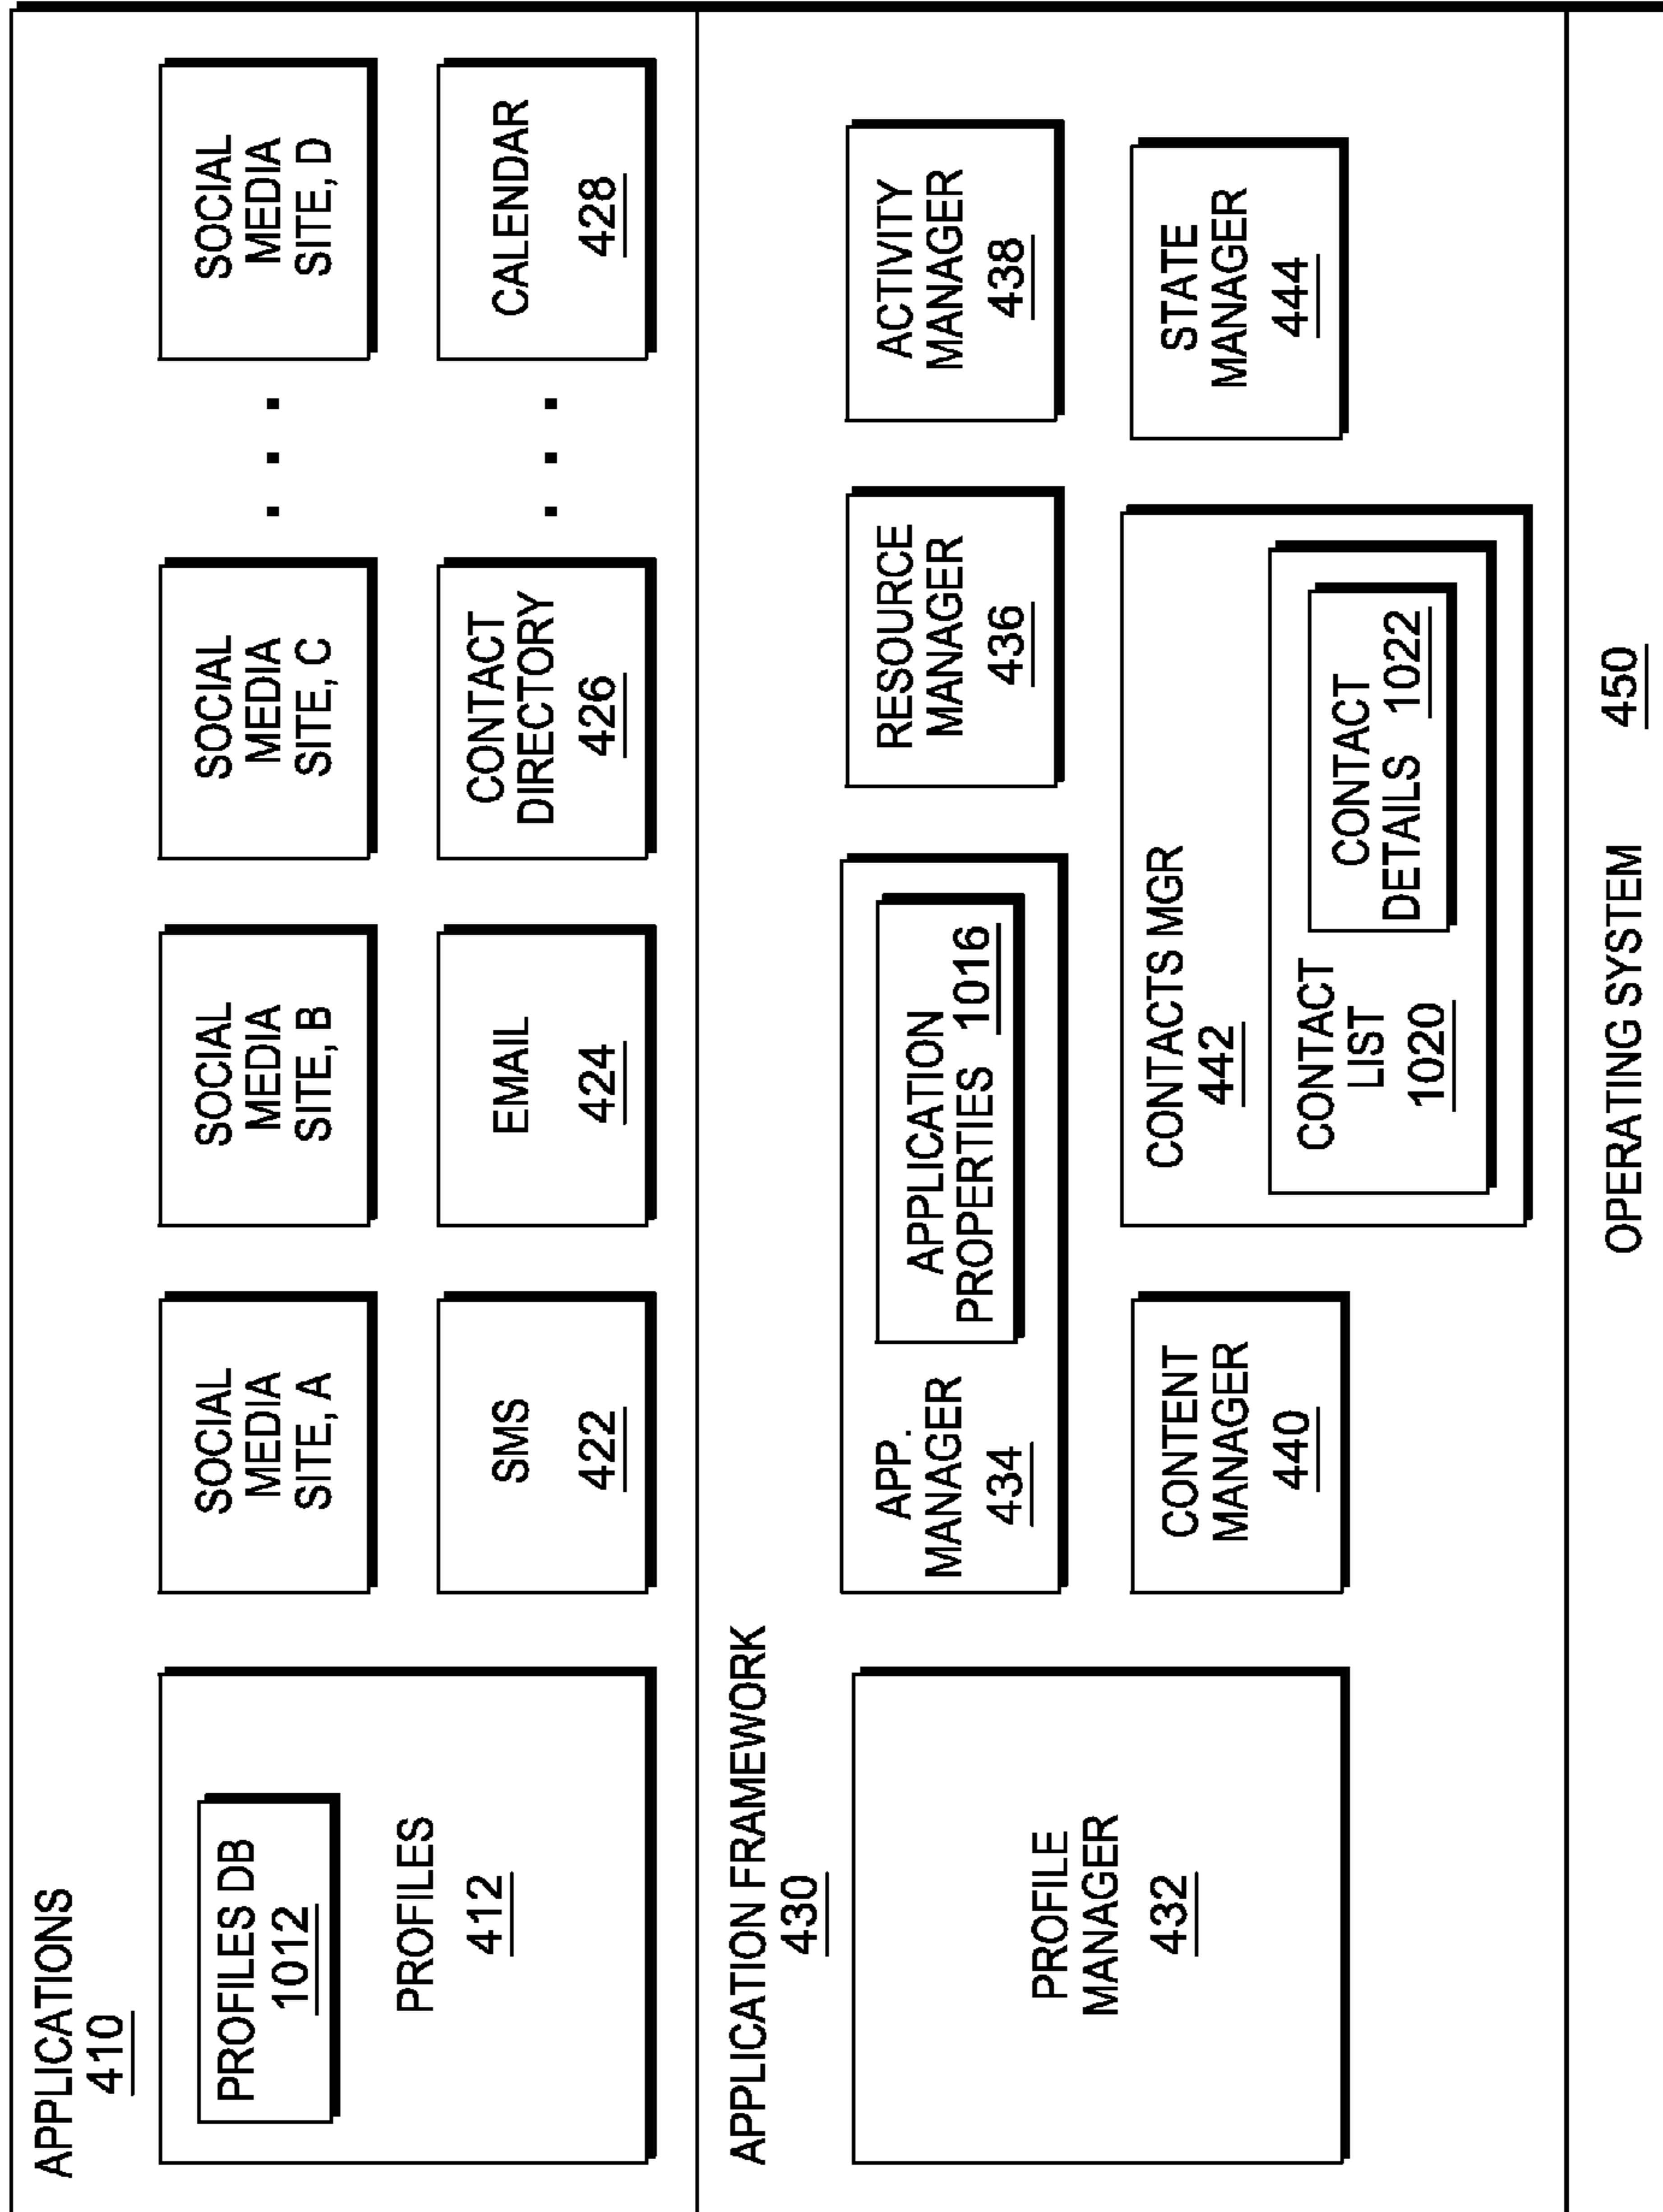 APPLICATIONS
410
PROFILES DB
1012
PROFILES
412
SOCIAL
MEDIA
SITE, A
SOCIAL
MEDIA
SITE, B
SOCIAL
MEDIA
SITE, C
. . .
SOCIAL
MEDIA
SITE, D
SMS
422
EMAIL
424
CONTACT
DIRECTORY
426
. . .
CALENDAR
428
APPLICATION FRAMEWORK
430
PROFILE
MANAGER
432
APP.
MANAGER
434
APPLICATION
PROPERTIES 1016
RESOURCE
MANAGER
436
ACTIVITY
MANAGER
438
CONTENT
MANAGER
440
CONTACTS MGR
442
CONTACT
LIST
1020
CONTACT
DETAILS 1022
STATE
MANAGER
444
OPERATING SYSTEM 450